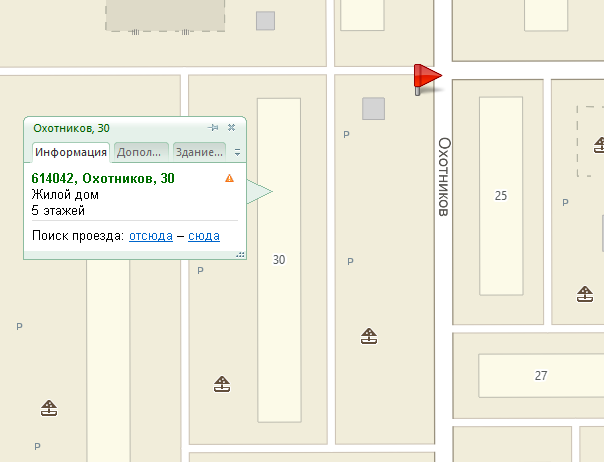 Охотников, 30
Информация
Допол...
Здание...
614042, Охотников, 30
Жилой дом
5 этажей
Поиск проезда: отсюда – сюда
Охотников
25
30
27
P
P
P
P
P
P